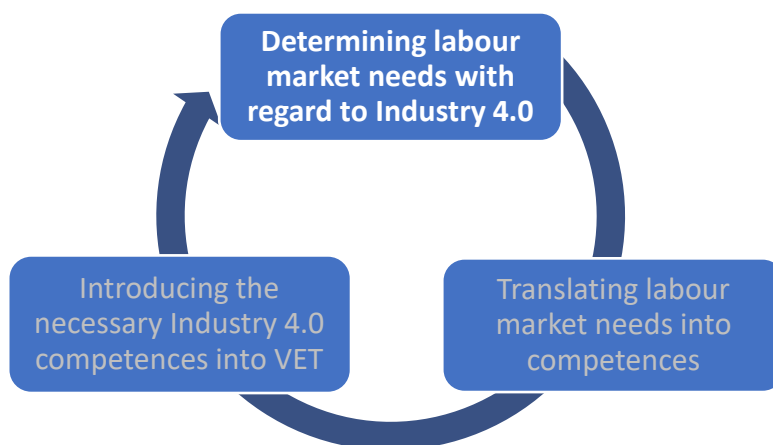 Determining labour
market needs with
regard to Industry 4.0
Introducing the
necessary Industry 4.0
competences into VET
Translating labour
market needs into
competences